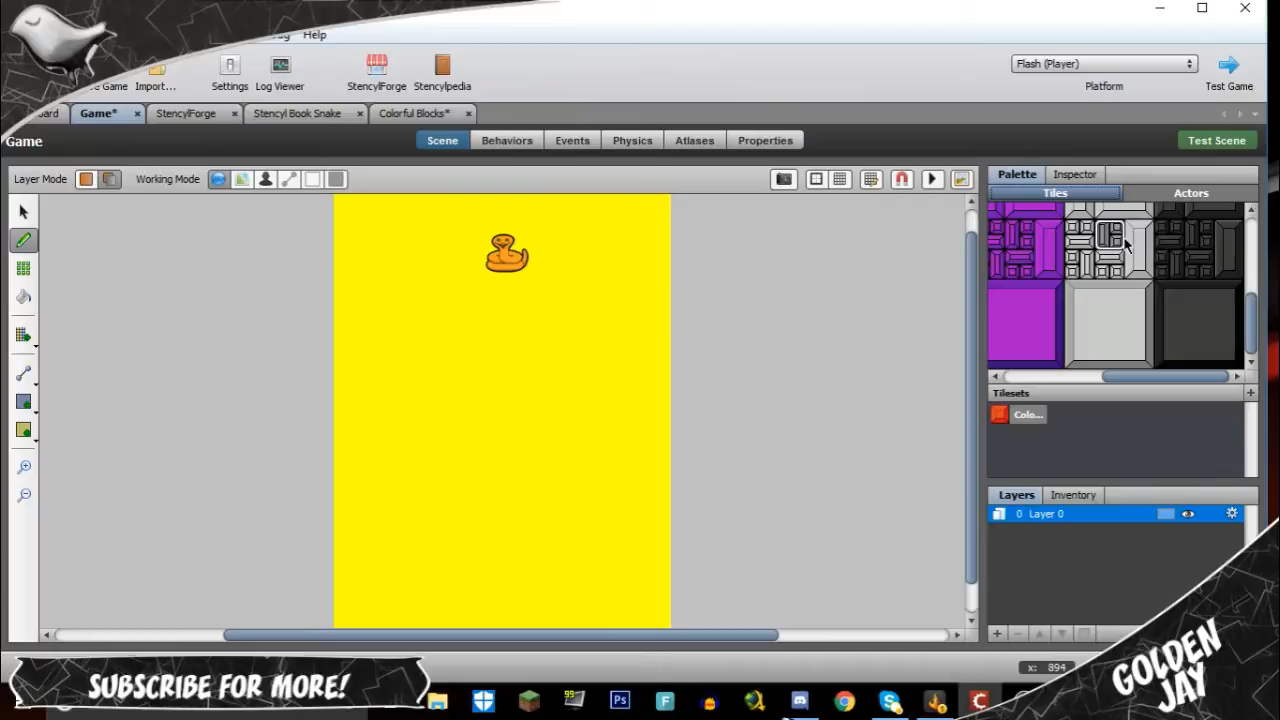 Help
Game
Import...
Settings
Log Viewer
StencylForge
Stencylpedia
Flash (Player)
Platform
Test Game
Game*
StencylForge
Stencyl Book Snake
Colorful Blocks*
Game
Scene
Behaviors
Events
Physics
Atlases
Properties
Test Scene
Layer Mode
Working Mode
Palette
Inspector
Tiles
Actors
Tilesets
Colo...
Layers
Inventory
0 Layer 0
x: 894
SUBSCRIBE FOR MORE!
GOLDEN
JAY
99
Ps
F